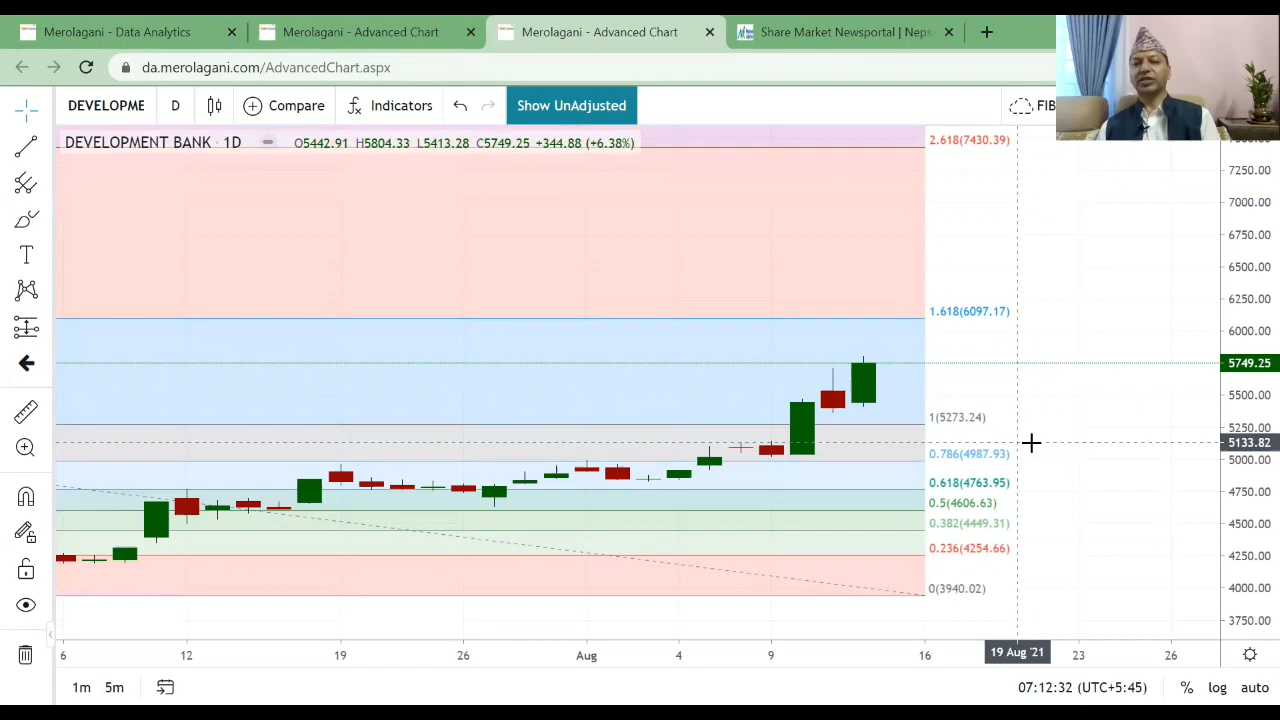 Merolagani - Data Analytics
Merolagani - Advanced Chart
Merolagani - Advanced Chart
Share Market Newsportal | Neps
da.merolagani.com/AdvancedChart.aspx
DEVELOPME D Compare Indicators Show UnAdjusted FIB
DEVELOPMENT BANK · 1D O5442.91 H5804.33 L5413.28 C5749.25 +344.88 (+6.38%)
2.618(7430.39)
1.618(6097.17)
1(5273.24)
0.786(4987.93)
0.618(4763.95)
0.5(4606.63)
0.382(4449.31)
0.236(4254.66)
0(3940.02)
7250.00
7000.00
6750.00
6500.00
6250.00
6000.00
5749.25
5500.00
5250.00
5133.82
5000.00
4750.00
4500.00
4250.00
4000.00
3750.00
6 12 19 26 Aug 4 9 16 19 Aug '21 23 26
1m 5m 07:12:32 (UTC+5:45) % log auto